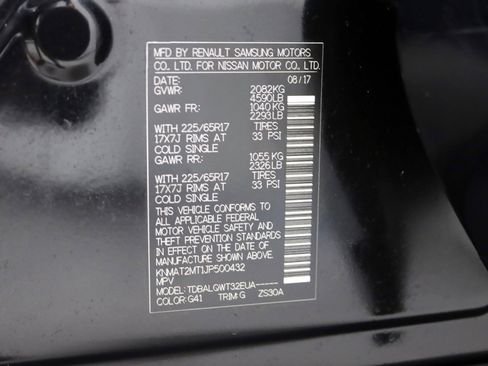 MFD BY RENAULT SAMSUNG MOTORS
CO., LTD. FOR NISSAN MOTOR CO., LTD.
DATE: 08/17
GVWR: 2082KG
4590LB
GAWR FR: 1040 KG
2293LB
WITH 225/65R17 TIRES
17X7J RIMS AT 33 PSI
COLD SINGLE
GAWR RR: 1055 KG
2326LB
WITH 225/65R17 TIRES
17X7J RIMS AT 33 PSI
COLD SINGLE
THIS VEHICLE CONFORMS TO
ALL APPLICABLE FEDERAL
MOTOR VEHICLE SAFETY AND
THEFT PREVENTION STANDARDS
IN EFFECT ON THE DATE OF
MANUFACTURE SHOWN ABOVE.
KNMAT2MT1JP500432
MPV
MODEL: TDBALGWT32EUA-----
COLOR:G41 TRIM:G ZS30A